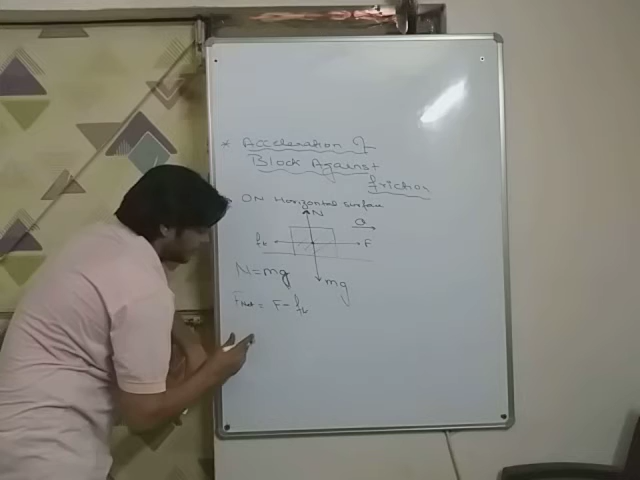 * Acceleration of
Block Against
friction
ON Horizontal surface
N
a
fk
F
N=mg
mg
FNet = F-fk